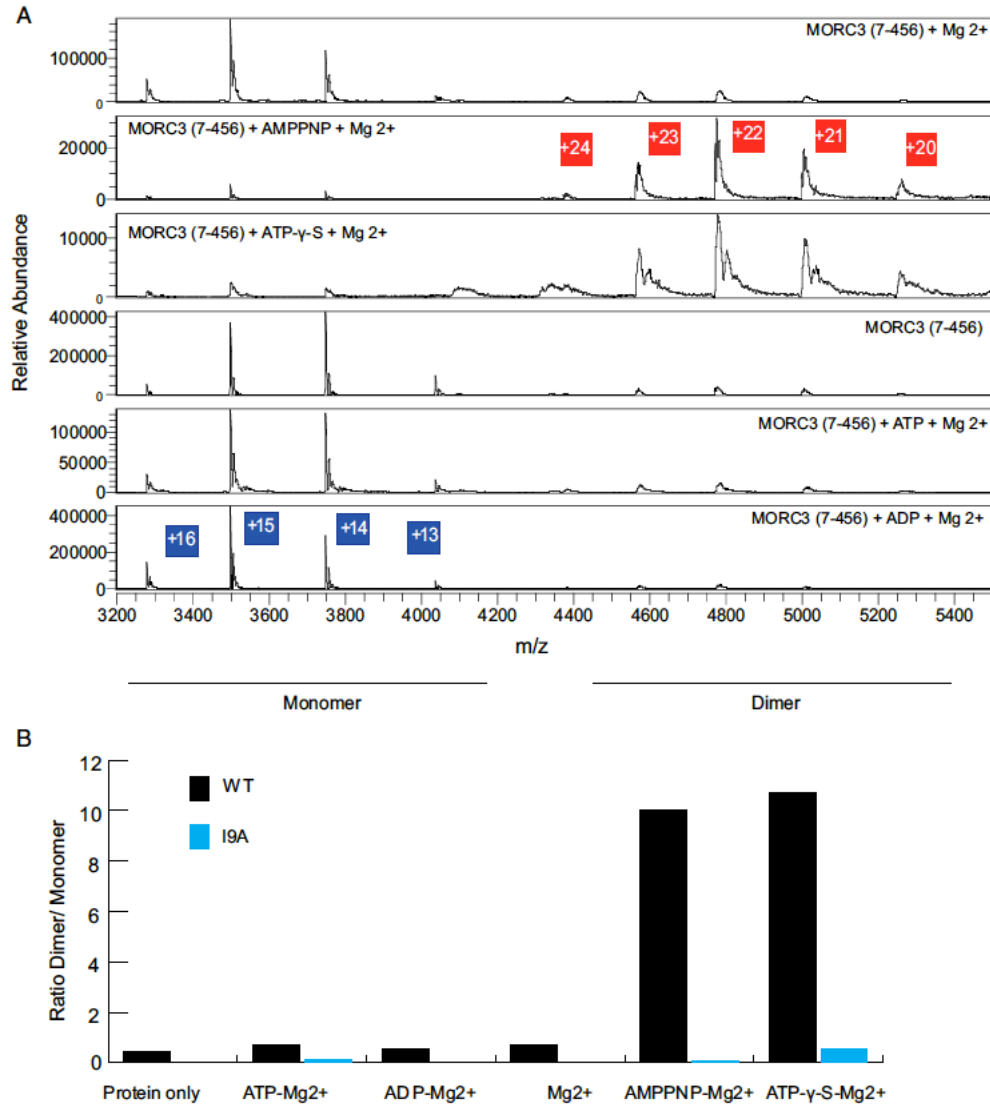 A
MORC3 (7-456) + Mg 2+
100000
0
MORC3 (7-456) + AMPPNP + Mg 2+
+24
+23
+22
+21
+20
20000
0
MORC3 (7-456) + ATP-γ-S + Mg 2+
10000
0
Relative Abundance
MORC3 (7-456)
400000
200000
0
MORC3 (7-456) + ATP + Mg 2+
100000
50000
0
MORC3 (7-456) + ADP + Mg 2+
400000
200000
0
+16
+15
+14
+13
3200 3400 3600 3800 4000 4200 4400 4600 4800 5000 5200 5400
m/z
Monomer Dimer
B
12
10
8
6
4
2
0
Ratio Dimer/ Monomer
WT
I9A
Protein only ATP-Mg2+ ADP-Mg2+ Mg2+ AMPPNP-Mg2+ ATP-γ-S-Mg2+